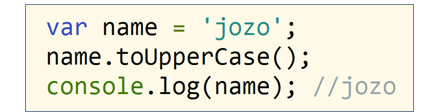 var name = 'jozo';
name.toUpperCase();
console.log(name); //jozo